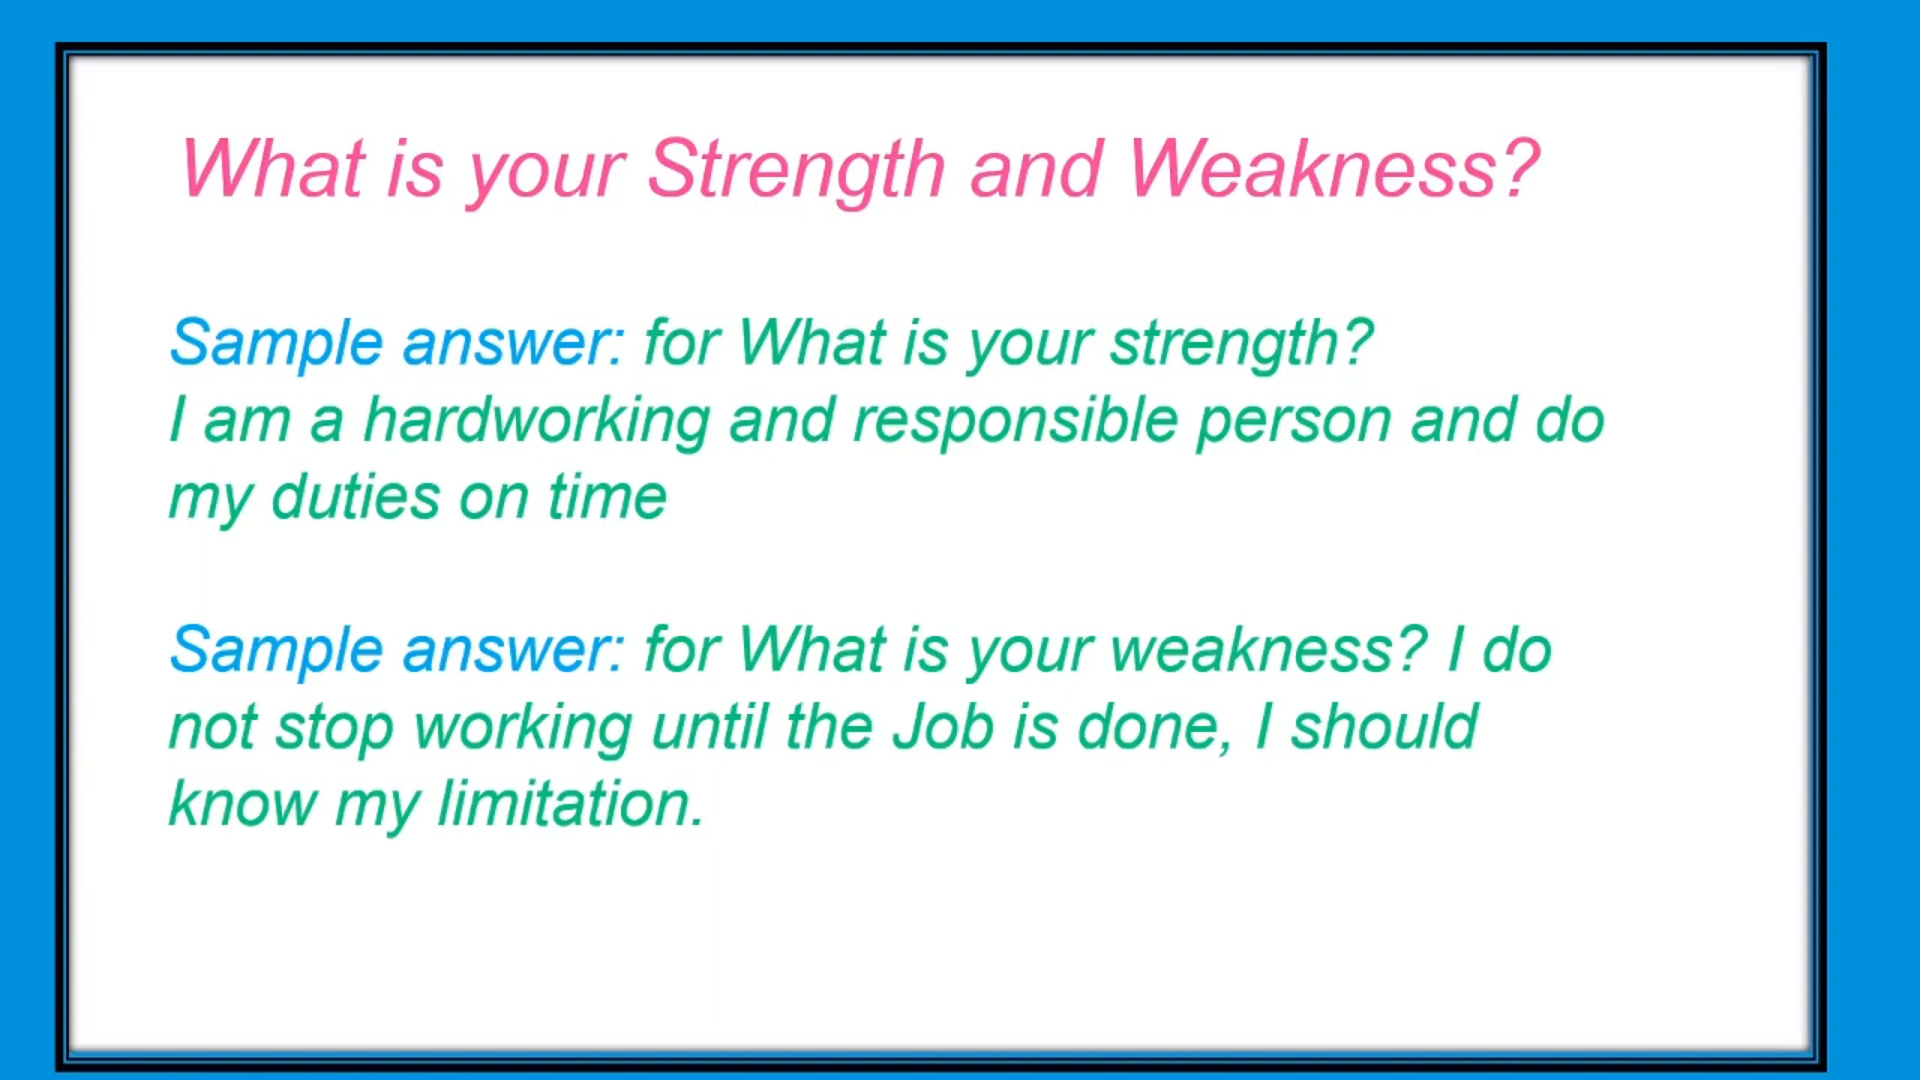 What is your Strength and Weakness?
Sample answer: for What is your strength?
I am a hardworking and responsible person and do
my duties on time
Sample answer: for What is your weakness? I do
not stop working until the Job is done, I should
know my limitation.